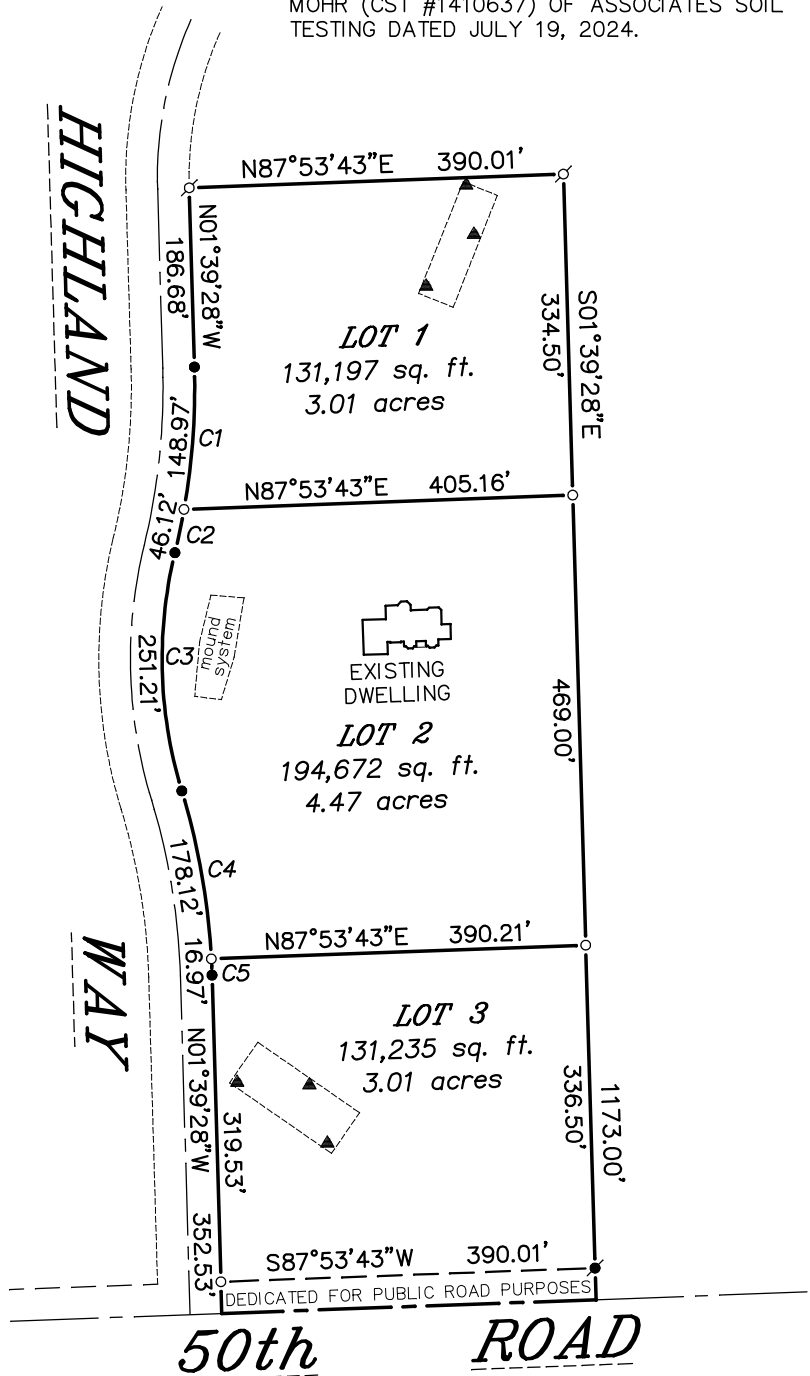 MOHR (CST #1410637) OF ASSOCIATES SOIL
TESTING DATED JULY 19, 2024.
HIGHLAND
WAY
N87°53'43"E 390.01'
N01°39'28"W
186.68'
S01°39'28"E
334.50'
LOT 1
131,197 sq. ft.
3.01 acres
148.97'
C1
N87°53'43"E 405.16'
46.12'
C2
251.21'
C3
mound
system
EXISTING
DWELLING
469.00'
LOT 2
194,672 sq. ft.
4.47 acres
178.12'
C4
N87°53'43"E 390.21'
16.97'
C5
LOT 3
131,235 sq. ft.
3.01 acres
N01°39'28"W
319.53'
352.53'
336.50'
1173.00'
S87°53'43"W 390.01'
DEDICATED FOR PUBLIC ROAD PURPOSES
50th ROAD